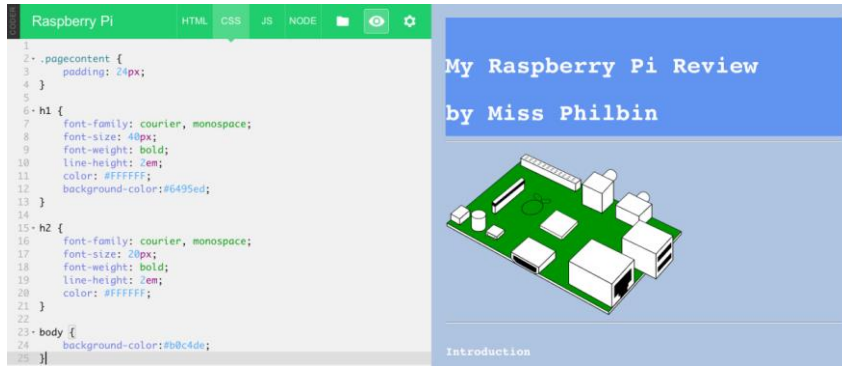 CODER
Raspberry Pi HTML CSS JS NODE
1
2 .pagecontent {
3 padding: 24px;
4 }
5
6 h1 {
7 font-family: courier, monospace;
8 font-size: 40px;
9 font-weight: bold;
10 line-height: 2em;
11 color: #FFFFFF;
12 background-color:#6495ed;
13 }
14
15 h2 {
16 font-family: courier, monospace;
17 font-size: 20px;
18 font-weight: bold;
19 line-height: 2em;
20 color: #FFFFFF;
21 }
22
23 body {
24 background-color:#b0c4de;
25 }
My Raspberry Pi Review
by Miss Philbin
Introduction